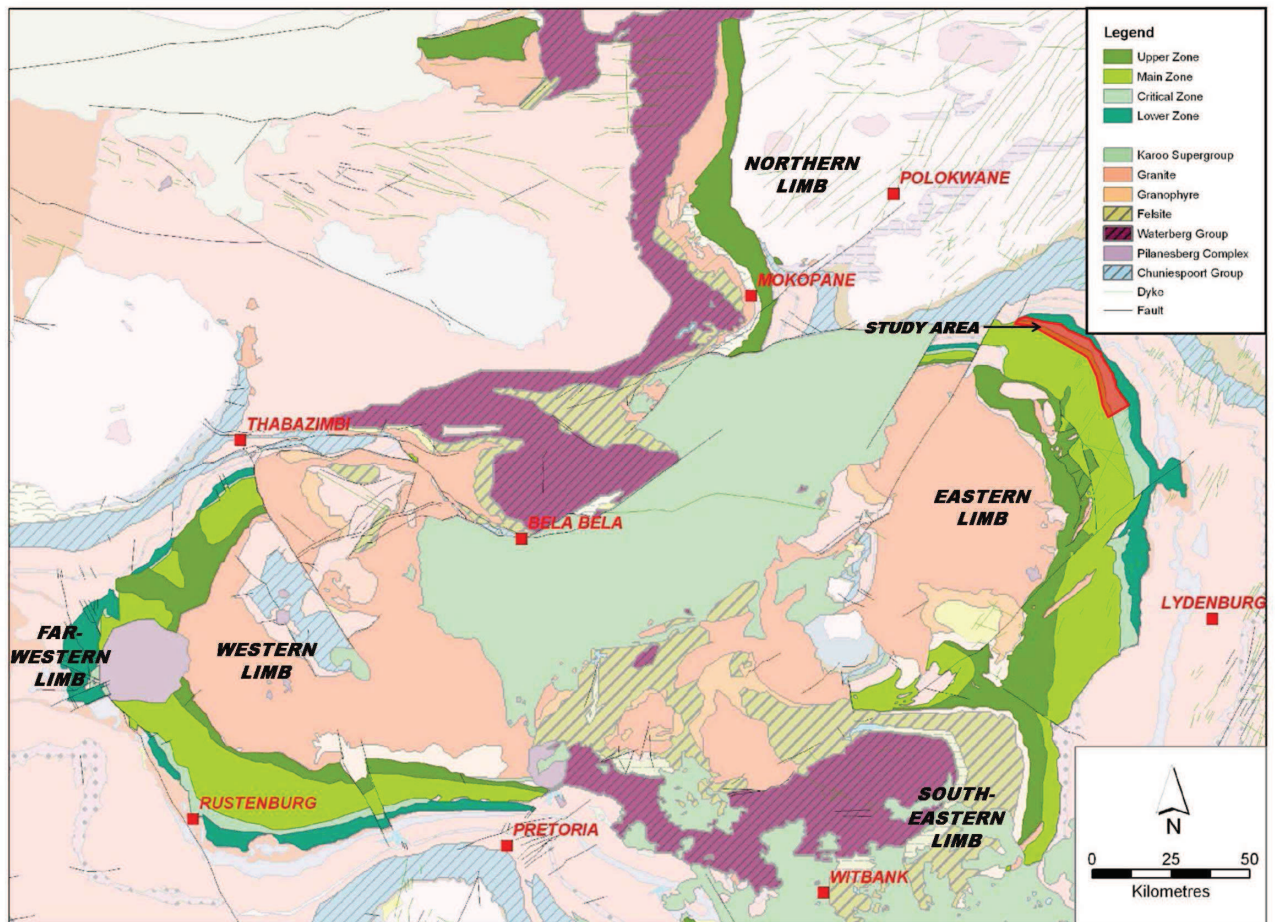 Legend
Upper Zone
Main Zone
Critical Zone
Lower Zone
Karoo Supergroup
Granite
Granophyre
Felsite
Waterberg Group
Pilanesberg Complex
Chuniespoort Group
Dyke
Fault
NORTHERN
LIMB
POLOKWANE
MOKOPANE
STUDY AREA
THABAZIMBI
BELA BELA
EASTERN
LIMB
LYDENBURG
FAR-
WESTERN
LIMB
WESTERN
LIMB
RUSTENBURG
PRETORIA
SOUTH-
EASTERN
LIMB
WITBANK
N
0 25 50
Kilometres